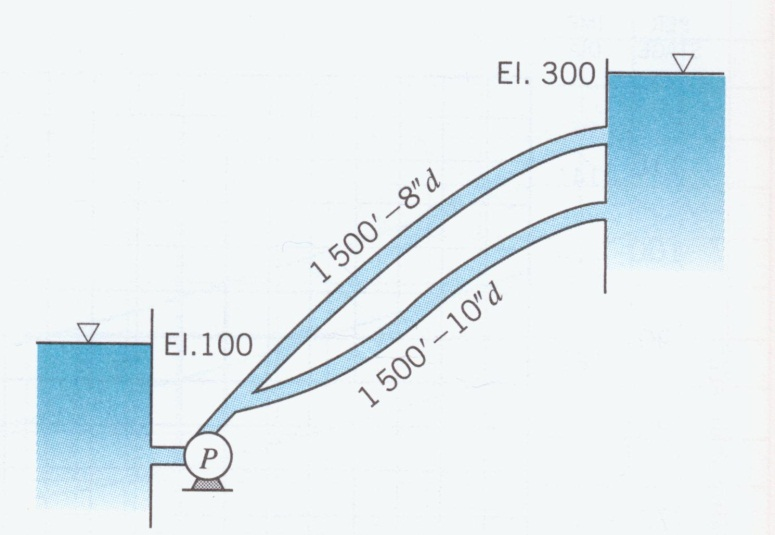 El. 300
1 500′–8″d
1 500′–10″d
El.100
P